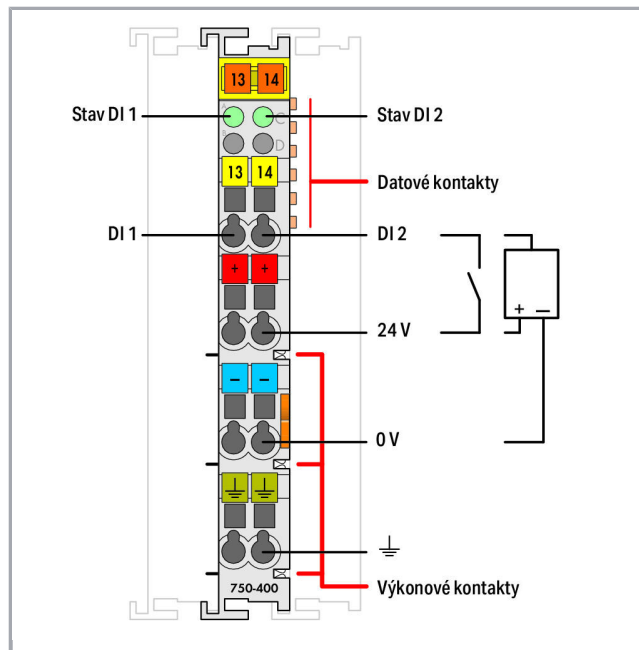 13 14
A C
Stav DI 1
Stav DI 2
D
13 14
Datové kontakty
DI 1
DI 2
+ +
+ −
24 V
− −
0 V
750-400
Výkonové kontakty